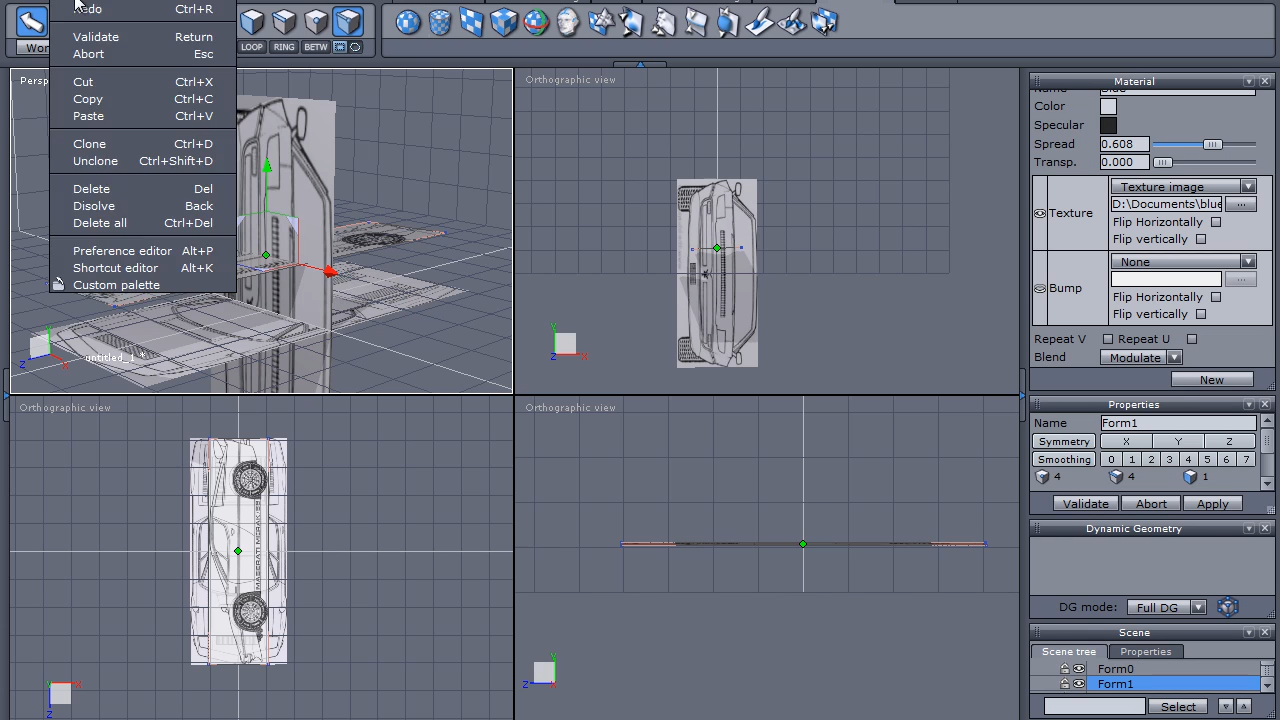 Redo Ctrl+R
Validate Return
Abort Esc
Cut Ctrl+X
Copy Ctrl+C
Paste Ctrl+V
Clone Ctrl+D
Unclone Ctrl+Shift+D
Delete Del
Dissolve Back
Delete all Ctrl+Del
Preference editor Alt+P
Shortcut editor Alt+K
Custom palette
LOOP RING BETW
Persp
untitled_1 *
Orthographic view
Orthographic view
Orthographic view
Y
X
Z
Y
Z X
Y X
Z
Y
Z X
Material
Color
Specular
Spread 0.608
Transp. 0.000
Texture
Texture image
D:\Documents\blue
...
Flip Horizontally
Flip vertically
Bump
None
...
Flip Horizontally
Flip vertically
Repeat V Repeat U
Blend Modulate
New
Properties
Name Form1
Symmetry X Y Z
Smoothing 0 1 2 3 4 5 6 7
4 4 1
Validate Abort Apply
Dynamic Geometry
DG mode: Full DG
Scene
Scene tree Properties
Form0
Form1
Select